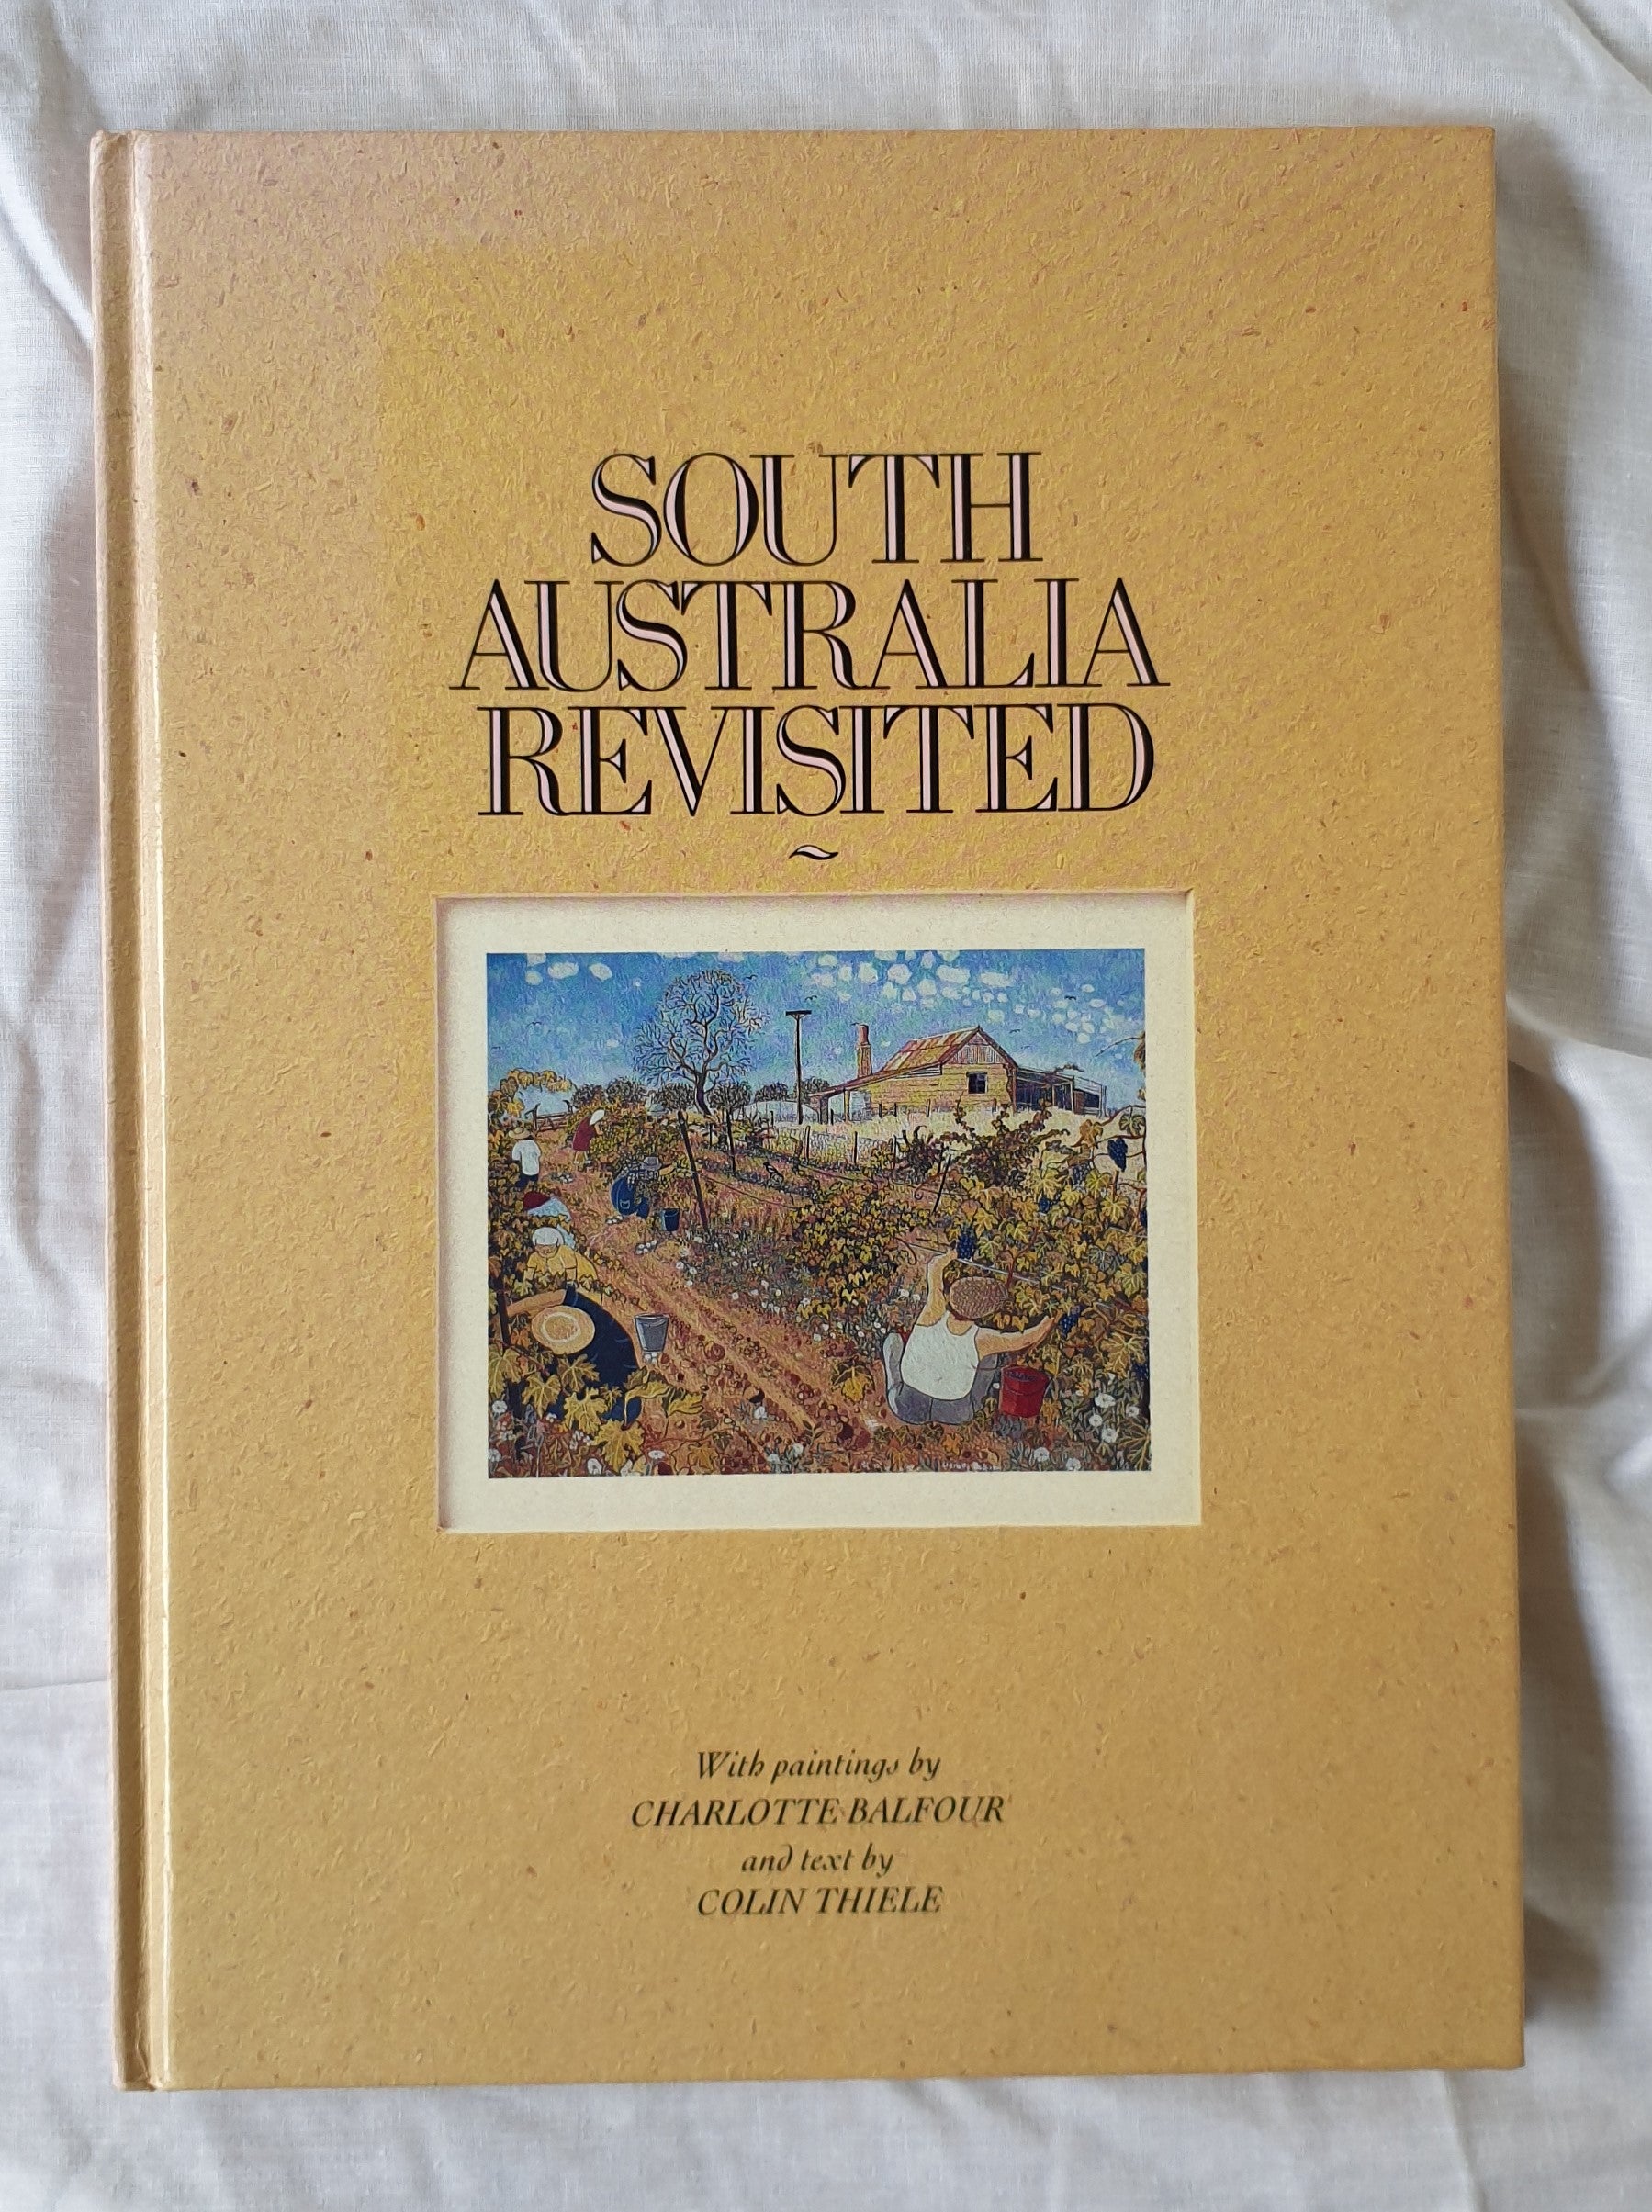 SOUTH
AUSTRALIA
REVISITED
~
With paintings by
CHARLOTTE BALFOUR
and text by
COLIN THIELE